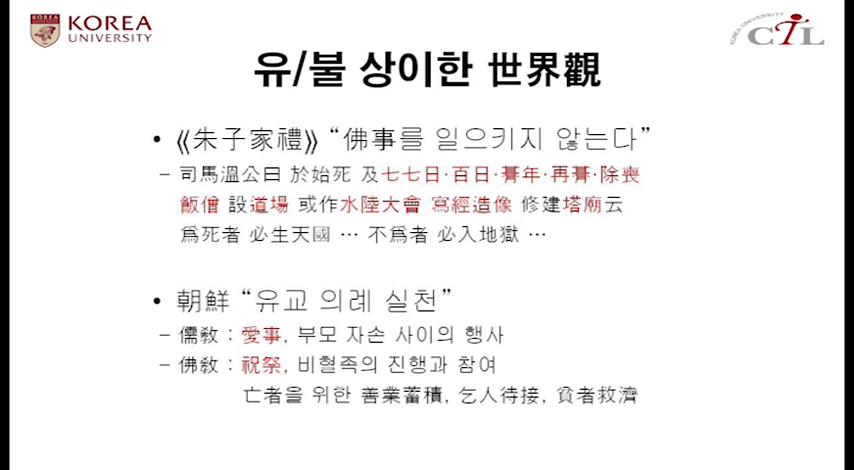 KOREA
UNIVERSITY
KOREA UNIVERSITY
CTL
유/불 상이한 世界觀
• 《朱子家禮》 “佛事를 일으키지 않는다”
– 司馬溫公曰 於始死 及七七日·百日·朞年·再朞·除喪
飯僧 設道場 或作水陸大會 寫經造像 修建塔廟云
爲死者 必生天國 … 不爲者 必入地獄 …
• 朝鮮 “유교 의례 실천”
– 儒敎 : 愛事, 부모 자손 사이의 행사
– 佛敎 : 祝祭, 비혈족의 진행과 참여
亡者을 위한 善業蓄積, 乞人待接, 貧者救濟